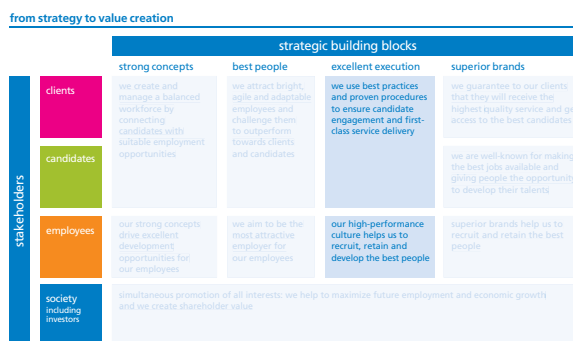 from strategy to value creation
strategic building blocks
strong concepts
best people
excellent execution
superior brands
stakeholders
clients
we create and
manage a balanced
workforce by
connecting
candidates with
suitable employment
opportunities
we attract bright,
agile and adaptable
employees and
challenge them
to outperform
towards clients
and candidates
we use best practices
and proven procedures
to ensure candidate
engagement and first-
class service delivery
we guarantee to our clients
that they will receive the
highest quality service and ge
access to the best candidates
candidates
we are well-known for making
the best jobs available and
giving people the opportunit
to develop their talents
employees
our strong concepts
drive excellent
development
opportunities for
our employees
we aim to be the
most attractive
employer for
our employees
our high-performance
culture helps us to
recruit, retain and
develop the best people
superior brands help us to
recruit and retain the best
people
society
including
investors
simultaneous promotion of all interests: we help to maximize future employment and economic growth
and we create shareholder value